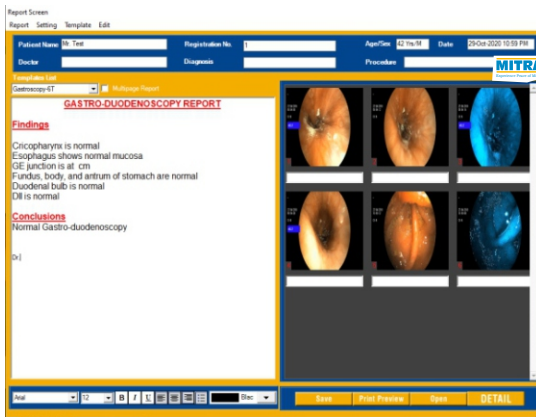 Report Screen
Report Setting Template Edit
Patient Name Mr. Test Registration No. 1 Age/Sex 42 Yrs/M Date 29-Oct-2020 10:59 PM
Doctor Diagnosis Procedure
MITRA
Templates List
Gastroscopy-6T Multipage Report
GASTRO-DUODENOSCOPY REPORT
Findings
Cricopharynx is normal
Esophagus shows normal mucosa
GE junction is at cm
Fundus, body, and antrum of stomach are normal
Duodenal bulb is normal
DII is normal
Conclusions
Normal Gastro-duodenoscopy
Dr
Arial 12 B I U Blac
Save Print Preview Open DETAIL